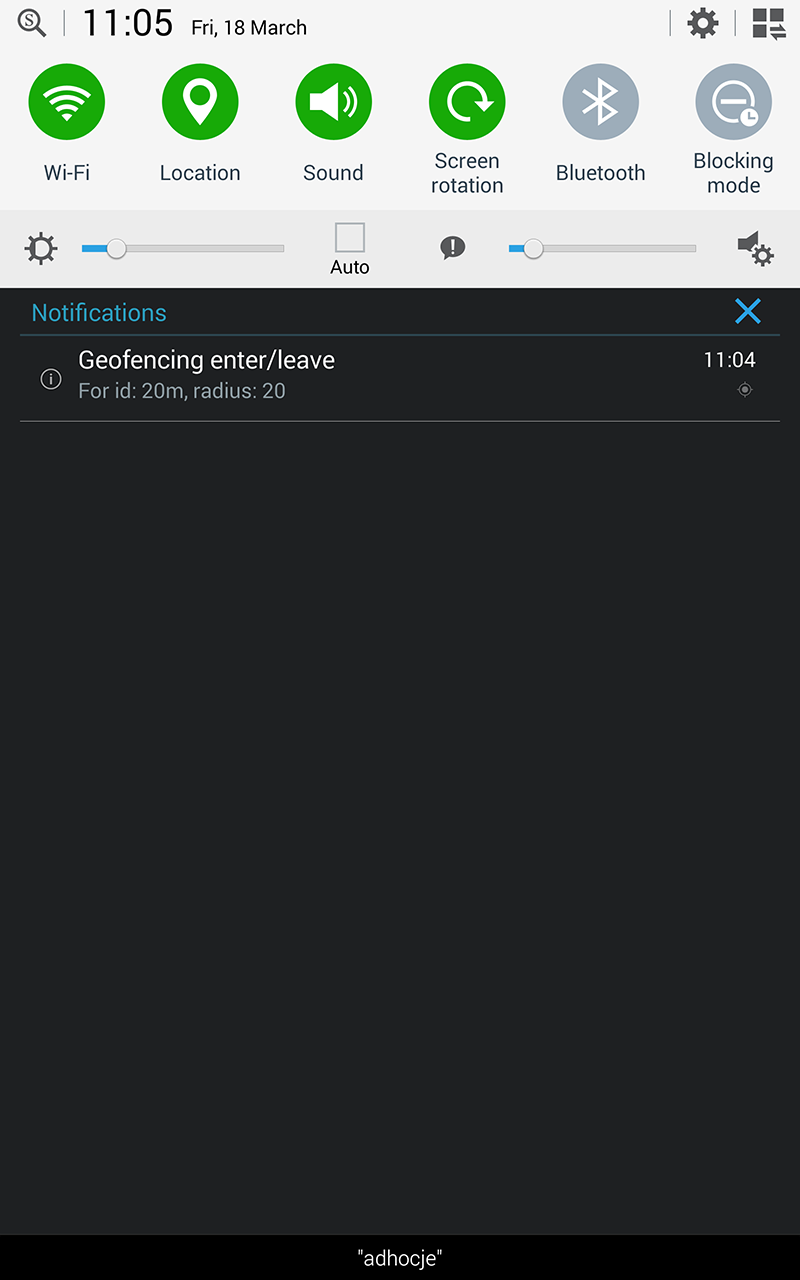 11:05 Fri, 18 March
Wi-Fi
Location
Sound
Screen
rotation
Bluetooth
Blocking
mode
Auto
Notifications
Geofencing enter/leave 11:04
For id: 20m, radius: 20
"adhocje"